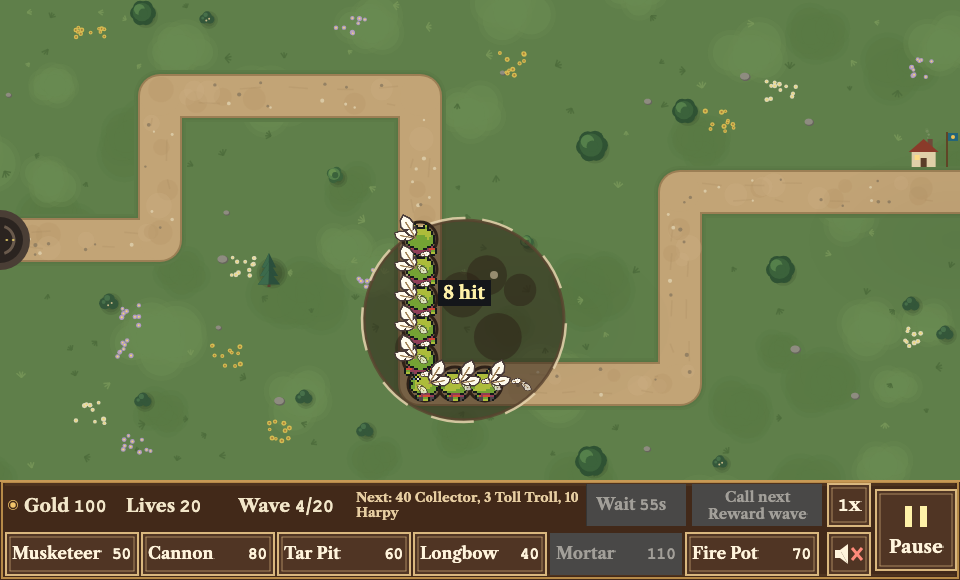 8 hit
Gold 100
Lives 20
Wave 4/20
Next: 40 Collector, 3 Toll Troll, 10
Harpy
Wait 55s
Call next
Reward wave
1x
Pause
Musketeer 50
Cannon 80
Tar Pit 60
Longbow 40
Mortar 110
Fire Pot 70